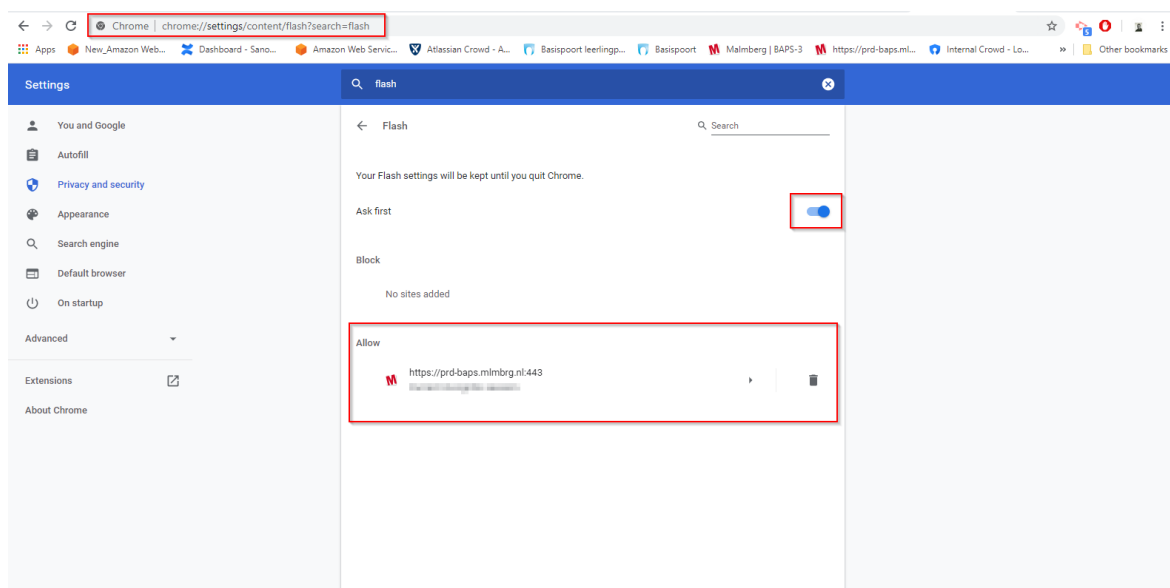 Chrome | chrome://settings/content/flash?search=flash
Apps New_Amazon Web... Dashboard - Sano... Amazon Web Servic... Atlassian Crowd - A... Basispoort leerlingp... Basispoort Malmberg | BAPS-3 https://prd-baps.ml... Internal Crowd - Lo... » Other bookmarks
Settings
flash
You and Google
Autofill
Privacy and security
Appearance
Search engine
Default browser
On startup
Advanced
Extensions
About Chrome
Flash
Search
Your Flash settings will be kept until you quit Chrome.
Ask first
Block
No sites added
Allow
M https://prd-baps.mlmbrg.nl:443